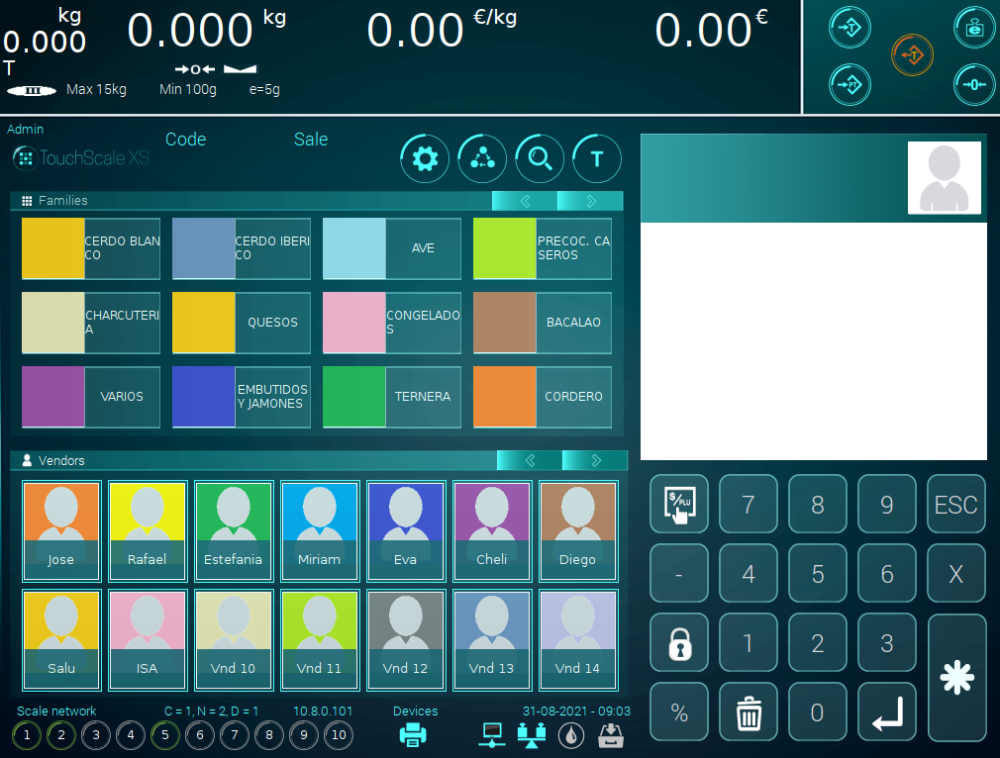 kg
0.000
T
0.000 kg
0.00 €/kg
0.00 €
→O←
Max 15kg
Min 100g
e=5g
T
e
T
PT
0
Admin
TouchScale XS
Code
Sale
T
Families
CERDO BLAN
CO
CERDO IBERI
CO
AVE
PRECOC. CA
SEROS
CHARCUTERI
A
QUESOS
CONGELADO
S
BACALAO
VARIOS
EMBUTIDOS
Y JAMONES
TERNERA
CORDERO
Vendors
Jose
Rafael
Estefania
Miriam
Eva
Cheli
Diego
Salu
ISA
Vnd 10
Vnd 11
Vnd 12
Vnd 13
Vnd 14
$/PLU
7
8
9
ESC
-
4
5
6
X
1
2
3
%
0
✱
Scale network
C = 1, N = 2, D = 1
10.8.0.101
Devices
31-08-2021 - 09:03
1
2
3
4
5
6
7
8
9
10